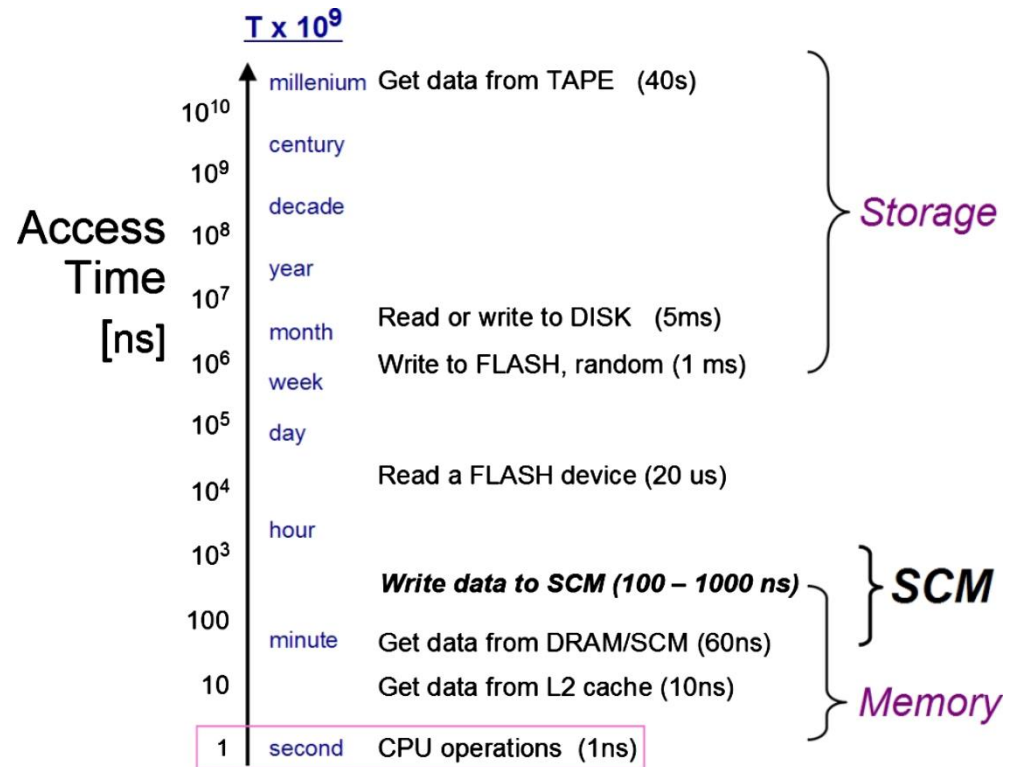 T x 10⁹
millenium Get data from TAPE (40s)
10¹⁰
century
10⁹
decade
Storage
Access
10⁸
Time
year
10⁷
[ns]
Read or write to DISK (5ms)
month
10⁶
Write to FLASH, random (1 ms)
week
10⁵
day
Read a FLASH device (20 us)
10⁴
hour
10³
Write data to SCM (100 – 1000 ns)
SCM
100
minute Get data from DRAM/SCM (60ns)
10
Get data from L2 cache (10ns)
Memory
1 second CPU operations (1ns)